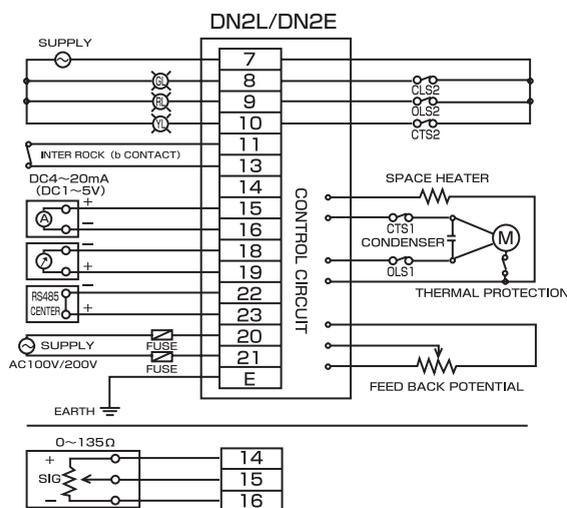 DN2L/DN2E
SUPPLY
7
GL
8
CLS2
RL
9
OLS2
YL
10
CTS2
11
INTER ROCK (b CONTACT)
13
DC4~20mA
(DC1~5V)
14
SPACE HEATER
+
15
A
−
16
CTS1
CONDENSER
M
−
18
+
19
OLS1
THERMAL PROTECTION
RS485
CENTER
−
22
+
23
CONTROL CIRCUIT
SUPPLY
AC100V/200V
FUSE
20
FUSE
21
E
FEED BACK POTENTIAL
EARTH
0~135Ω
+
14
SIG
15
−
16